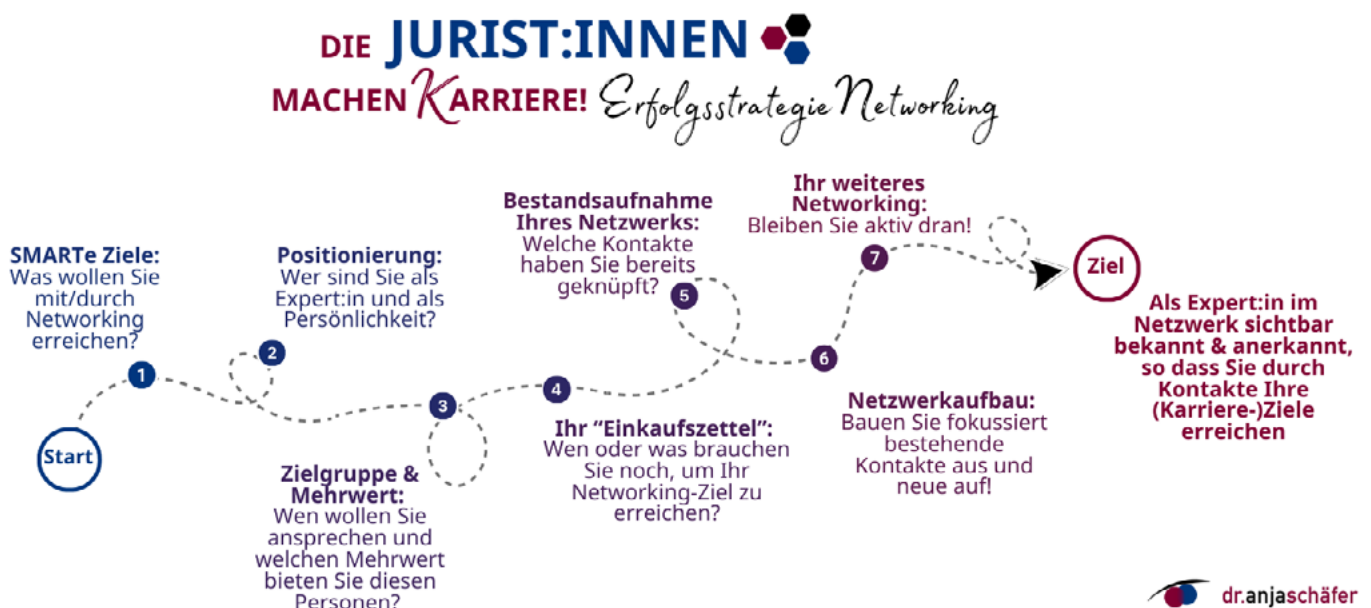 DIE JURIST:INNEN
MACHEN KARRIERE! Erfolgsstrategie Networking
Start
1
SMARTe Ziele:
Was wollen Sie
mit/durch
Networking
erreichen?
2
Positionierung:
Wer sind Sie als
Expert:in und als
Persönlichkeit?
3
Zielgruppe &
Mehrwert:
Wen wollen Sie
ansprechen und
welchen Mehrwert
bieten Sie diesen
Personen?
4
Ihr “Einkaufszettel”:
Wen oder was brauchen
Sie noch, um Ihr
Networking-Ziel zu
erreichen?
Bestandsaufnahme
Ihres Netzwerks:
Welche Kontakte
haben Sie bereits
geknüpft?
5
6
Netzwerkaufbau:
Bauen Sie fokussiert
bestehende
Kontakte aus und
neue auf!
Ihr weiteres
Networking:
Bleiben Sie aktiv dran!
7
Ziel
Als Expert:in im
Netzwerk sichtbar
bekannt & anerkannt,
so dass Sie durch
Kontakte Ihre
(Karriere-)Ziele
erreichen
dr.anjaschäfer